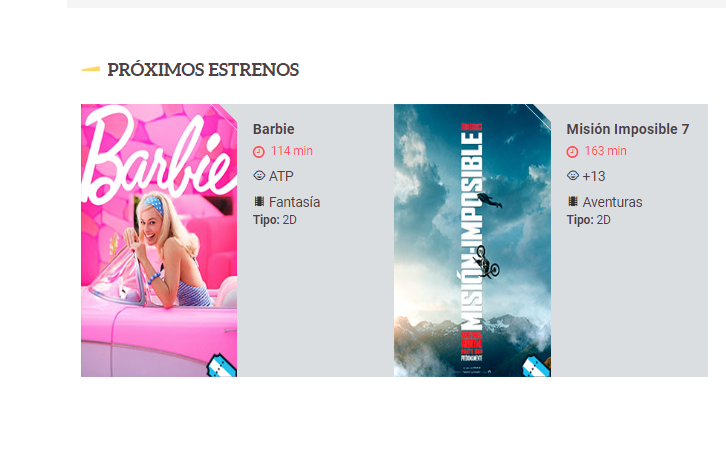 PRÓXIMOS ESTRENOS
Barbie
Barbie
114 min
ATP
Fantasía
Tipo: 2D
MISIÓN:IMPOSIBLE
Misión Imposible 7
163 min
+13
Aventuras
Tipo: 2D